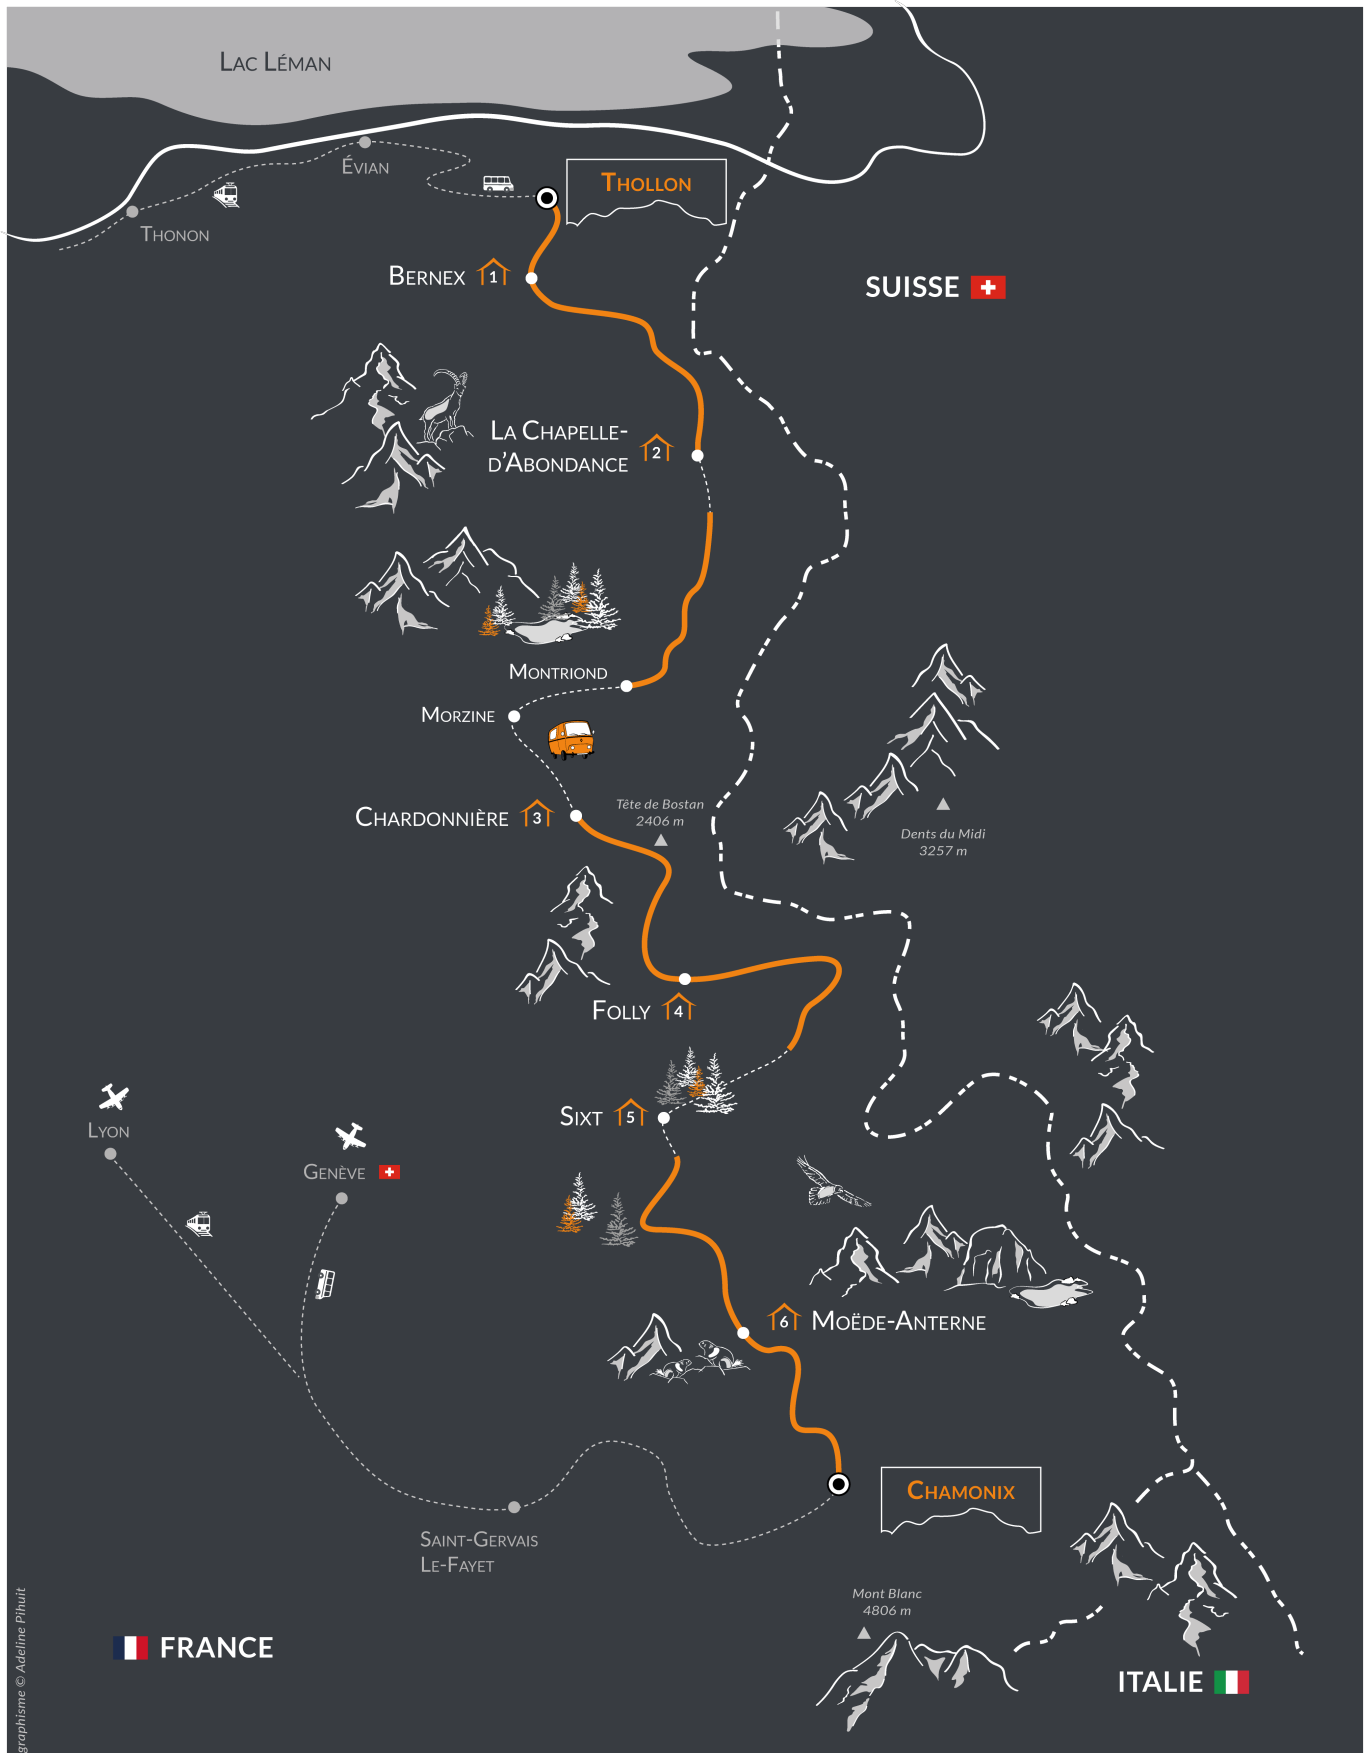 LAC LÉMAN
ÉVIAN
THONON
THOLLON
BERNEX
1
SUISSE
LA CHAPELLE-
D'ABONDANCE
2
MONTRIOND
MORZINE
CHARDONNIÈRE
3
Tête de Bostan
2406 m
Dents du Midi
3257 m
FOLLY
4
SIXT
5
LYON
GENÈVE
6
MOËDE-ANTERNE
CHAMONIX
SAINT-GERVAIS
LE-FAYET
Mont Blanc
4806 m
FRANCE
ITALIE
graphisme © Adeline Pihuit